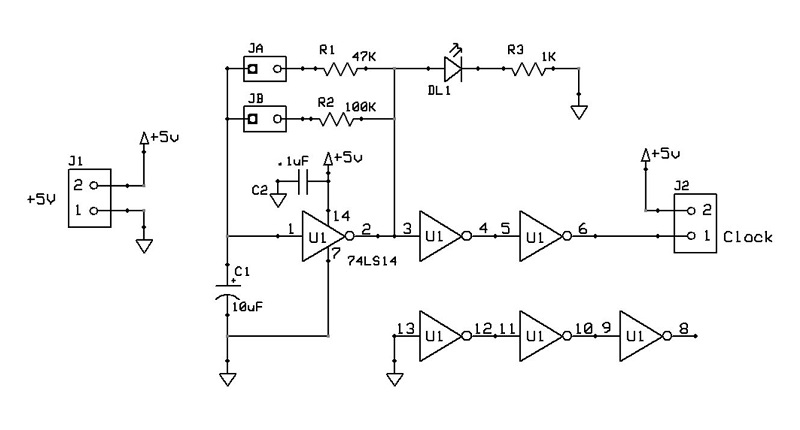 JA
R1
47K
R3
1K
DL1
JB
R2
100K
+5v
J1
2
+5V
1
.1uF
+5v
C2
14
1
U1
2
7
74LS14
3
U1
4
5
U1
6
+5v
J2
2
1
Clock
C1
+
10uF
13
U1
12
11
U1
10
9
U1
8